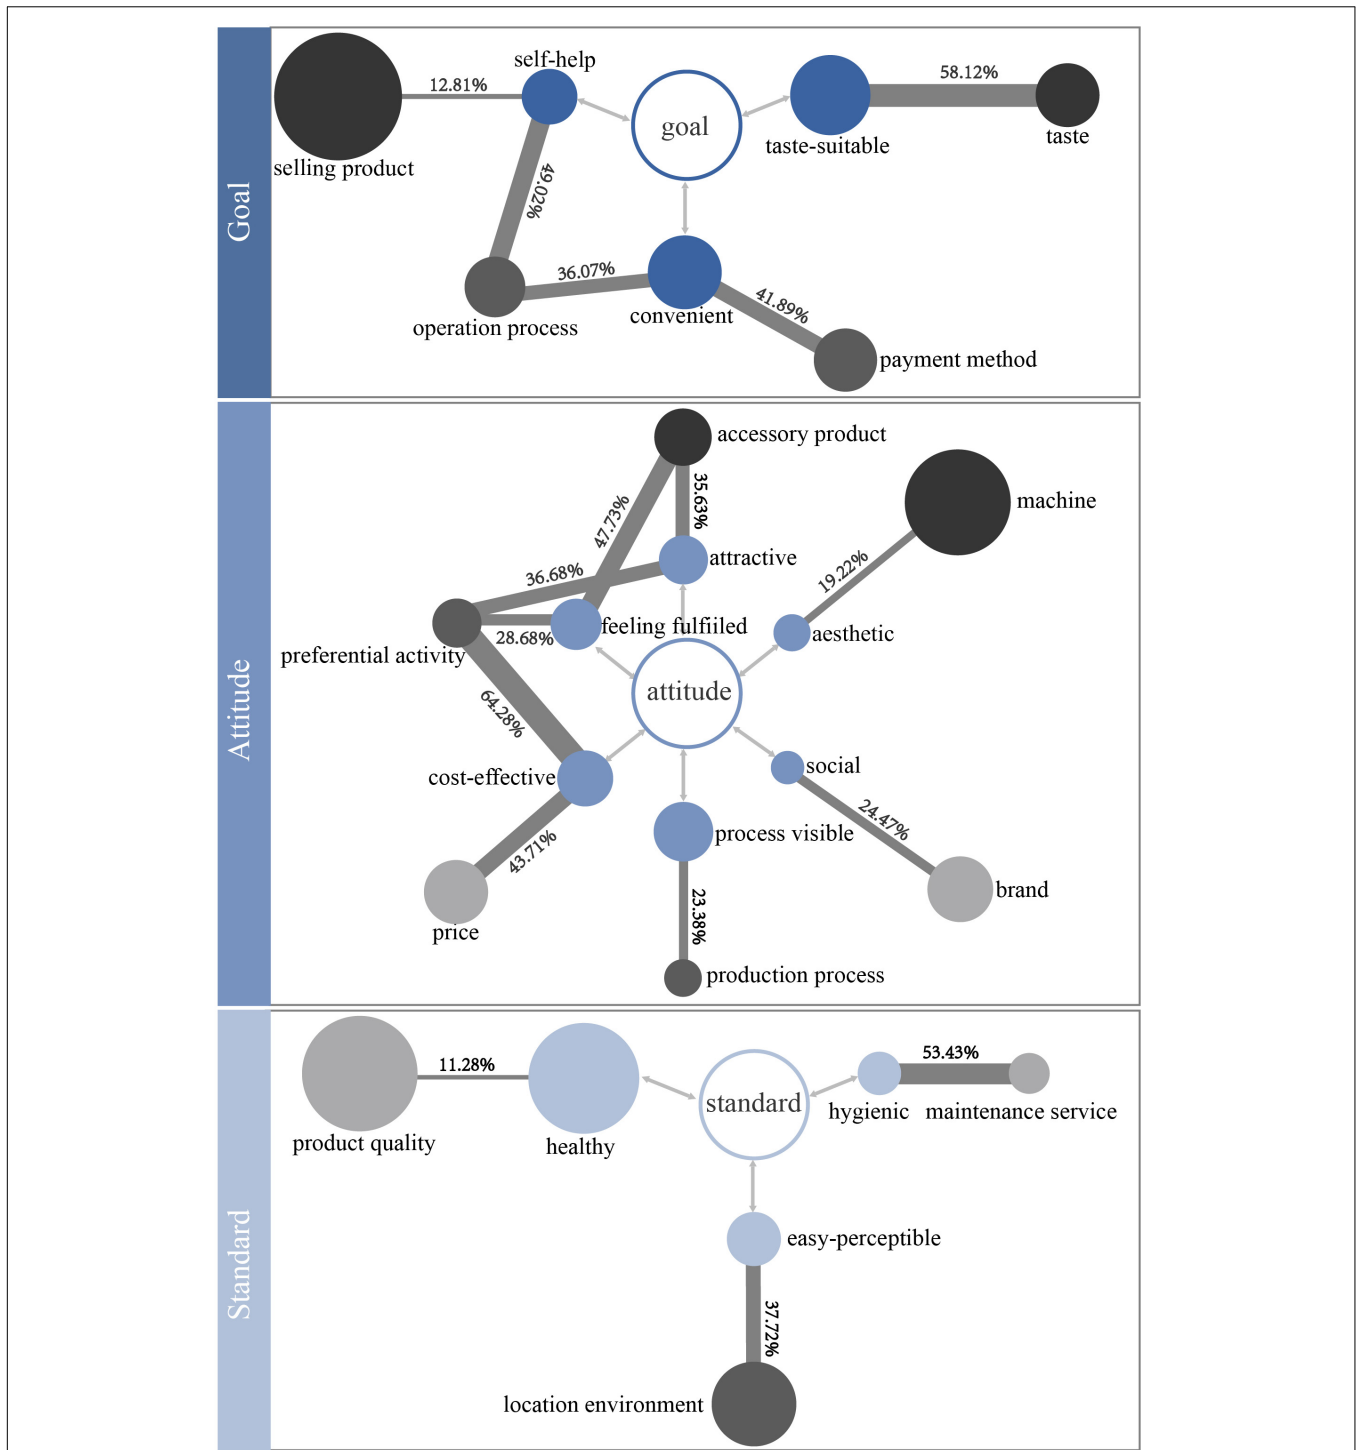 Goal
self-help
12.81%
58.12%
goal
selling product
taste-suitable
taste
49.02%
36.07%
41.89%
operation process
convenient
payment method
Attitude
accessory product
35.63%
machine
47.73%
attractive
36.68%
19.22%
feeling fulfiiled
28.68%
aesthetic
preferential activity
attitude
64.28%
social
cost-effective
24.47%
process visible
43.71%
brand
price
23.38%
production process
Standard
11.28%
53.43%
standard
product quality
healthy
hygienic
maintenance service
easy-perceptible
37.72%
location environment